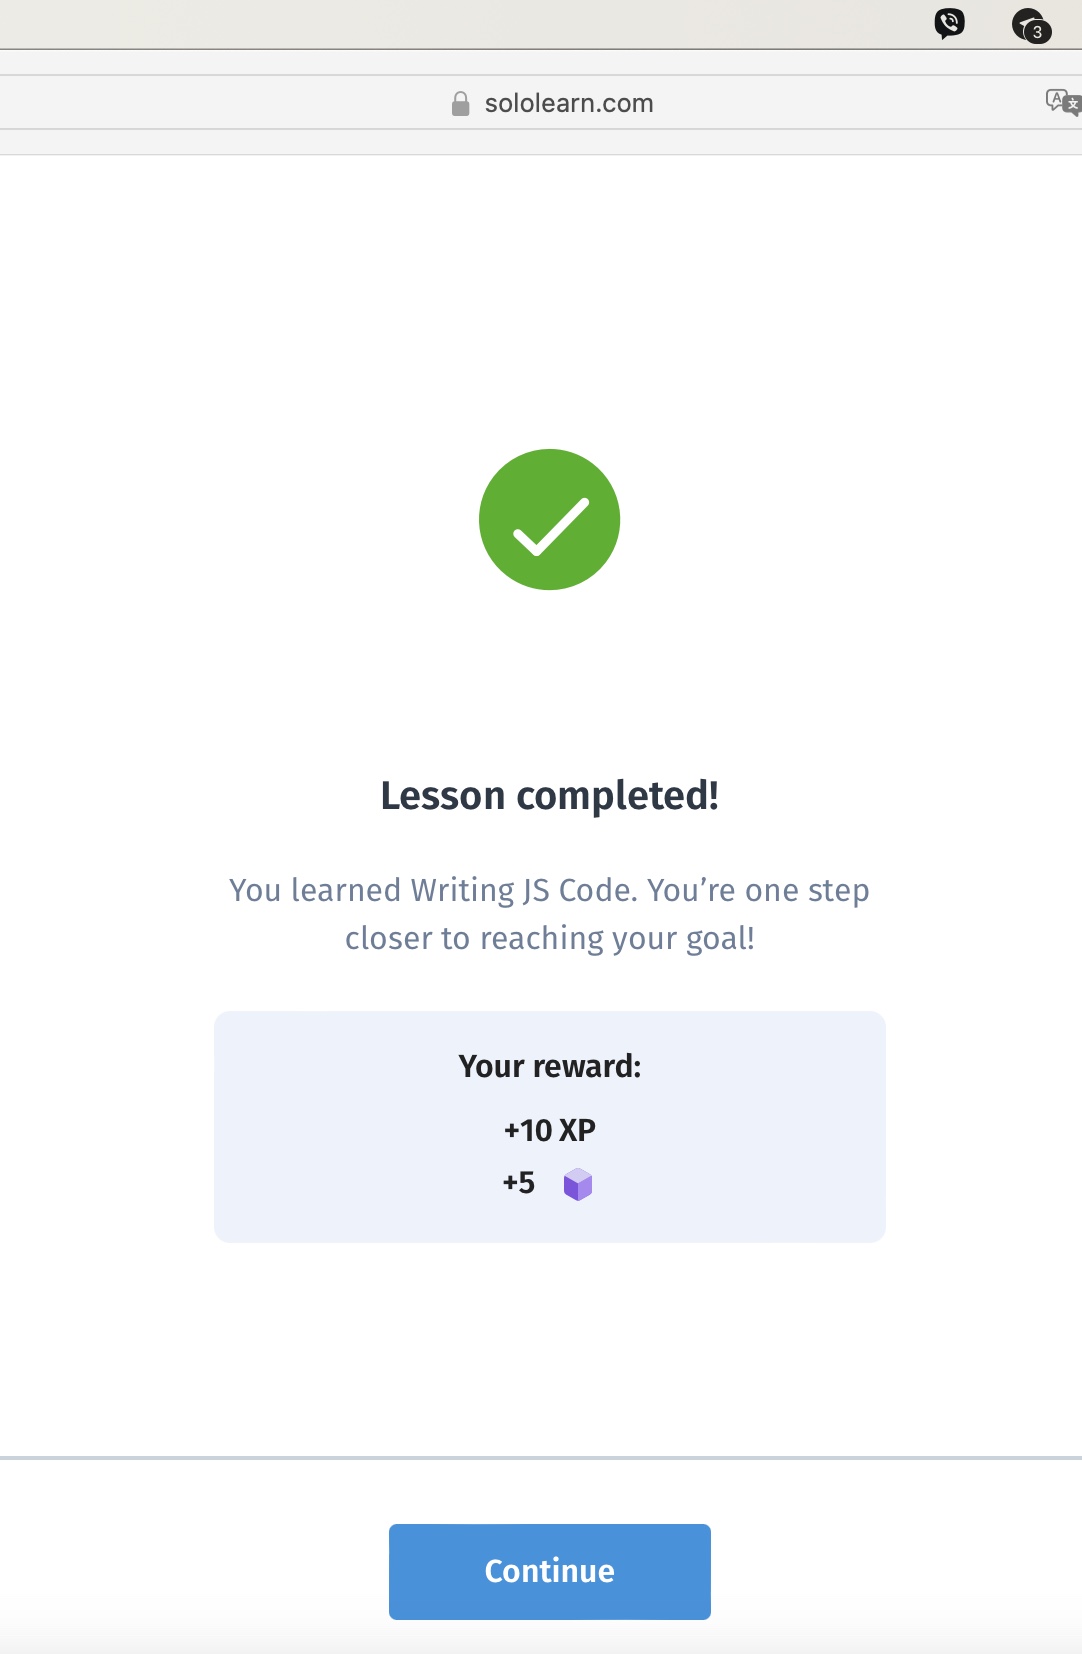 3
sololearn.com
A 文
Lesson completed!
You learned Writing JS Code. You’re one step
closer to reaching your goal!
Your reward:
+10 XP
+5
Continue